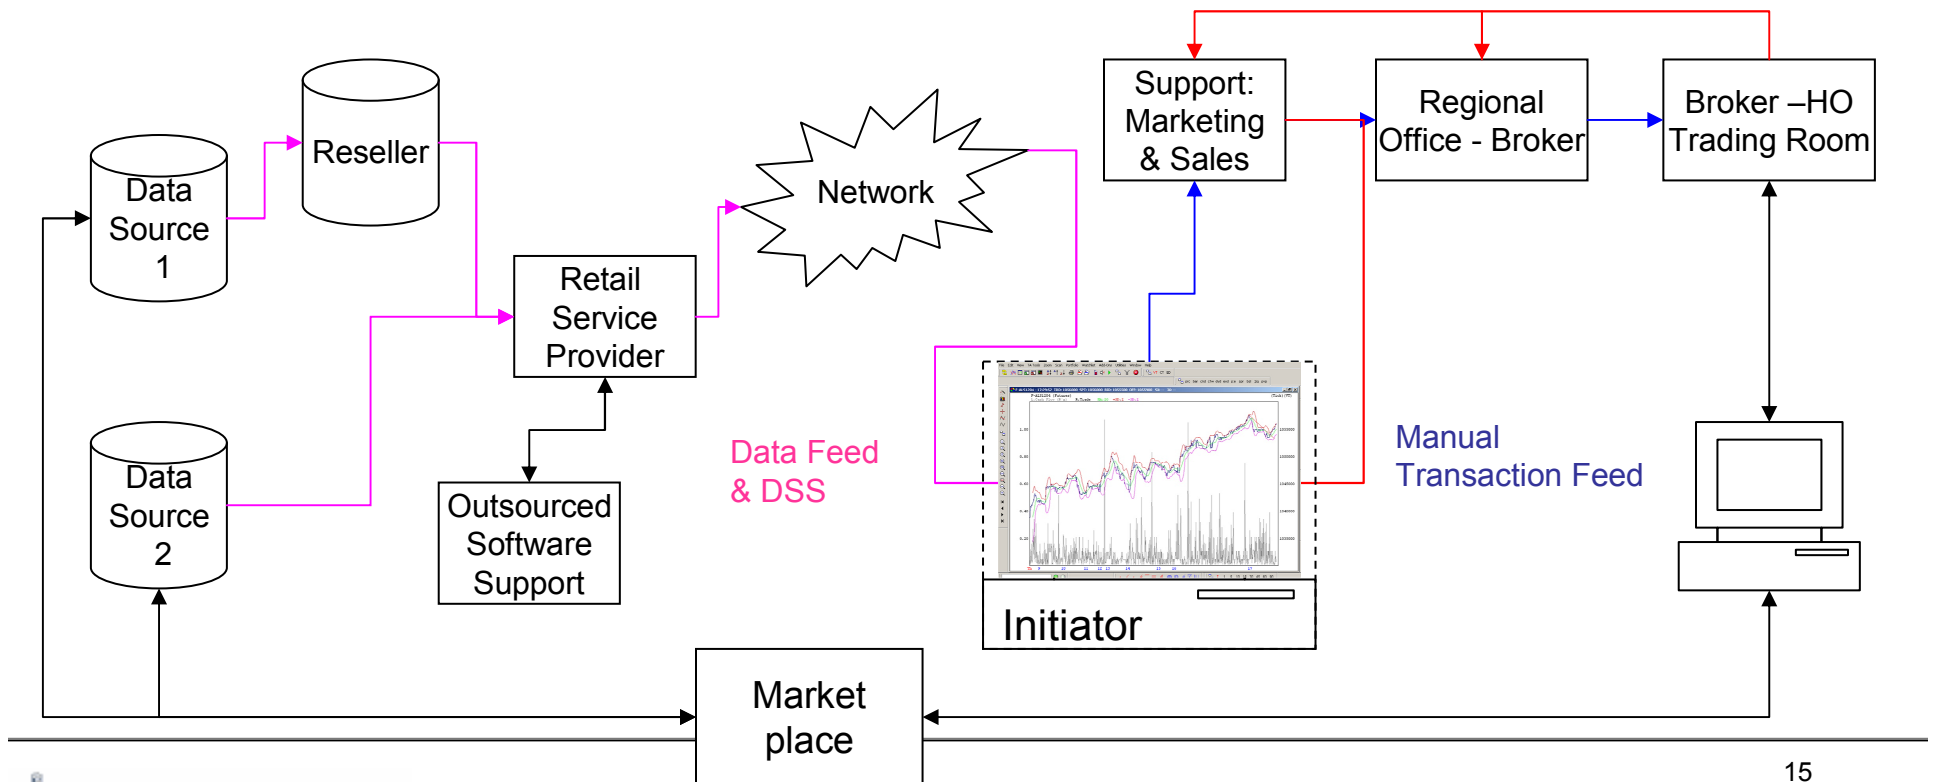 Data
Source
1
Reseller
Data
Source
2
Retail
Service
Provider
Outsourced
Software
Support
Network
Data Feed
& DSS
Support:
Marketing
& Sales
Regional
Office - Broker
Broker –HO
Trading Room
Manual
Transaction Feed
Initiator
Market
place
15